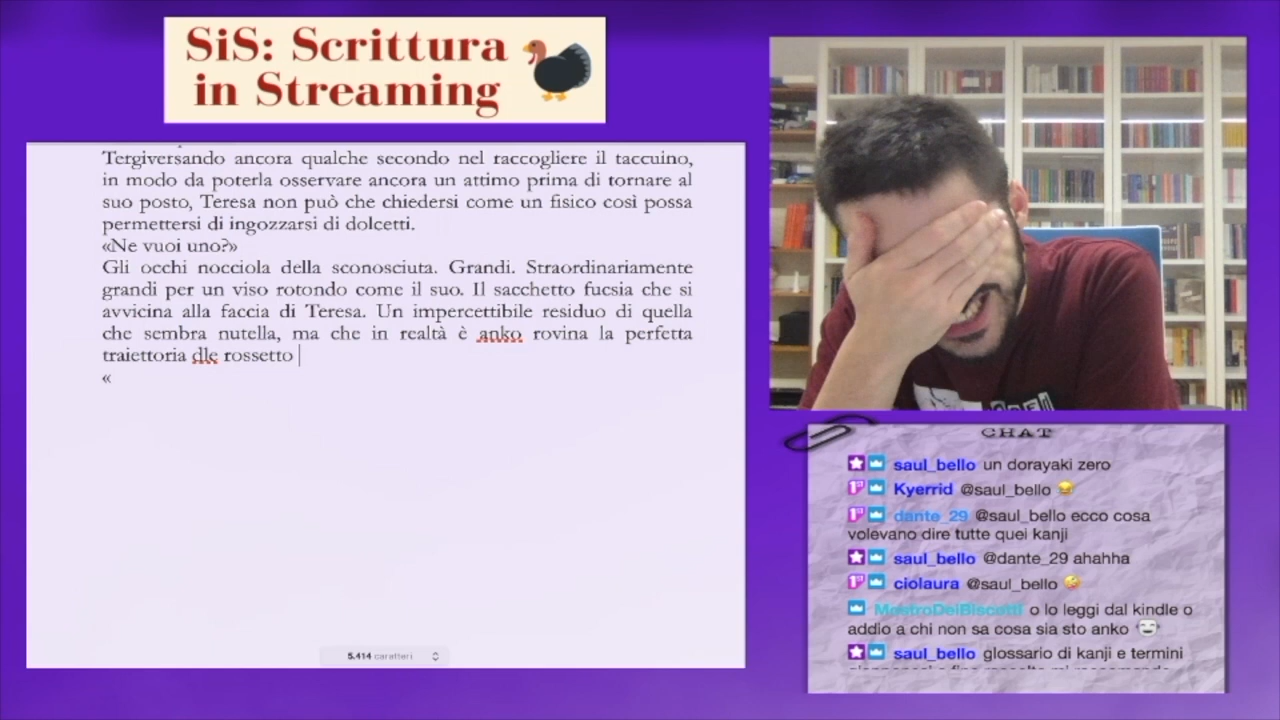 SiS: Scrittura
in Streaming
Tergiversando ancora qualche secondo nel raccogliere il taccuino,
in modo da poterla osservare ancora un attimo prima di tornare al
suo posto, Teresa non può che chiedersi come un fisico così possa
permettersi di ingozzarsi di dolcetti.
«Ne vuoi uno?»
Gli occhi nocciola della sconosciuta. Grandi. Straordinariamente
grandi per un viso rotondo come il suo. Il sacchetto fucsia che si
avvicina alla faccia di Teresa. Un impercettibile residuo di quella
che sembra nutella, ma che in realtà è anko rovina la perfetta
traiettoria dle rossetto
«
5.414 caratteri
CHAT
saul_bello un dorayaki zero
Kyerrid @saul_bello 😂
dante_29 @saul_bello ecco cosa
volevano dire tutte quei kanji
saul_bello @dante_29 ahahha
ciolaura @saul_bello 🤪
MostroDeiBiscotti o lo leggi dal kindle o
addio a chi non sa cosa sia sto anko
saul_bello glossario di kanji e termini